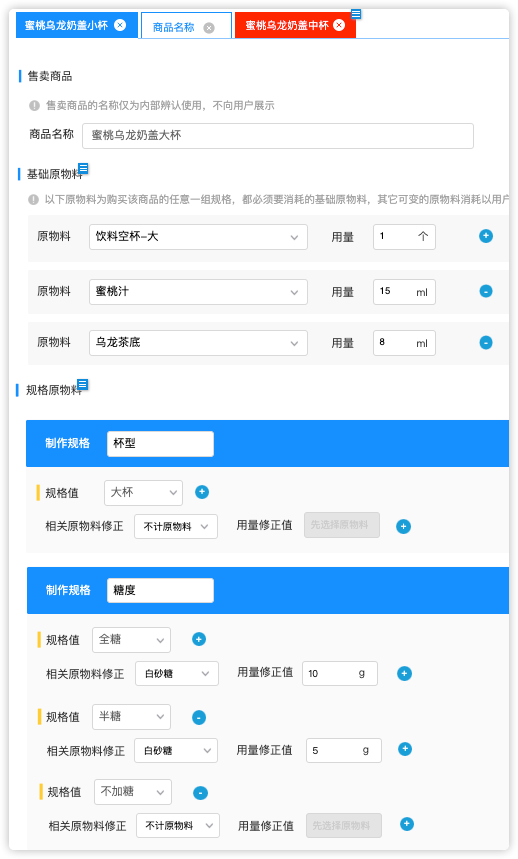 蜜桃乌龙奶盖小杯 商品名称 蜜桃乌龙奶盖中杯
售卖商品
售卖商品的名称仅为内部辨认使用，不向用户展示
商品名称 蜜桃乌龙奶盖大杯
基础原物料
以下原物料为购买该商品的任意一组规格，都必须要消耗的基础原物料，其它可变的原物料消耗以用户
原物料 饮料空杯-大 用量 1 个
原物料 蜜桃汁 用量 15 ml
原物料 乌龙茶底 用量 8 ml
规格原物料
制作规格 杯型
规格值 大杯
相关原物料修正 不计原物料 用量修正值 先选择原物料
制作规格 糖度
规格值 全糖
相关原物料修正 白砂糖 用量修正值 10 g
规格值 半糖
相关原物料修正 白砂糖 用量修正值 5 g
规格值 不加糖
相关原物料修正 不计原物料 用量修正值 先选择原物料